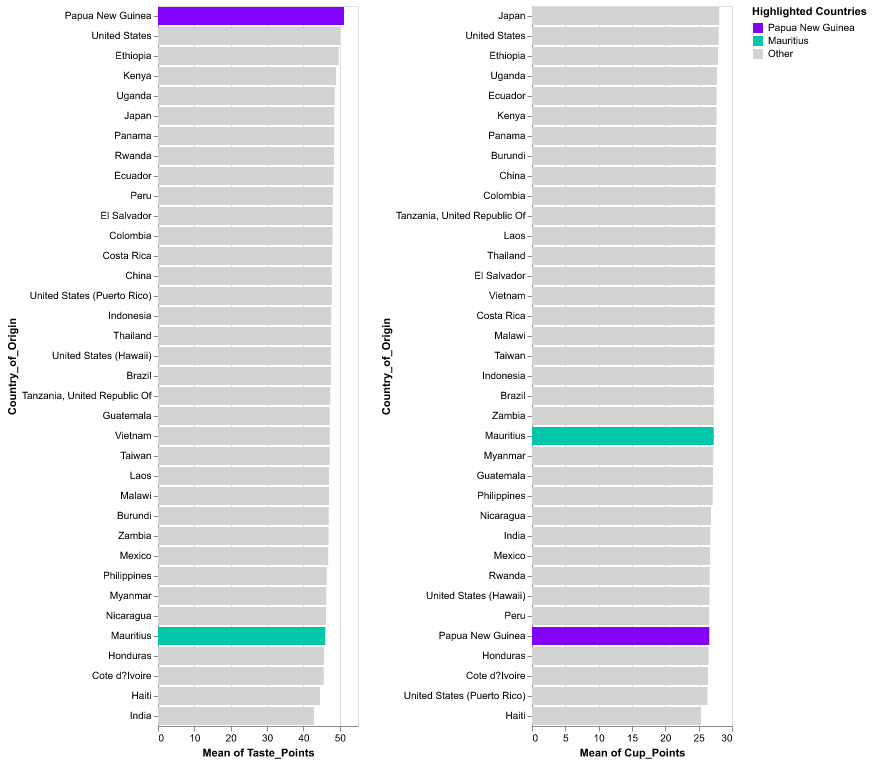 Papua New Guinea
United States
Ethiopia
Kenya
Uganda
Japan
Panama
Rwanda
Ecuador
Peru
El Salvador
Colombia
Costa Rica
China
United States (Puerto Rico)
Indonesia
Thailand
United States (Hawaii)
Brazil
Tanzania, United Republic Of
Guatemala
Vietnam
Taiwan
Laos
Malawi
Burundi
Zambia
Mexico
Philippines
Myanmar
Nicaragua
Mauritius
Honduras
Cote d?Ivoire
Haiti
India
Country_of_Origin
0 10 20 30 40 50
Mean of Taste_Points
Japan
United States
Ethiopia
Uganda
Ecuador
Kenya
Panama
Burundi
China
Colombia
Tanzania, United Republic Of
Laos
Thailand
El Salvador
Vietnam
Costa Rica
Malawi
Taiwan
Indonesia
Brazil
Zambia
Mauritius
Myanmar
Guatemala
Philippines
Nicaragua
India
Mexico
Rwanda
United States (Hawaii)
Peru
Papua New Guinea
Honduras
Cote d?Ivoire
United States (Puerto Rico)
Haiti
Country_of_Origin
0 5 10 15 20 25 30
Mean of Cup_Points
Highlighted Countries
Papua New Guinea
Mauritius
Other